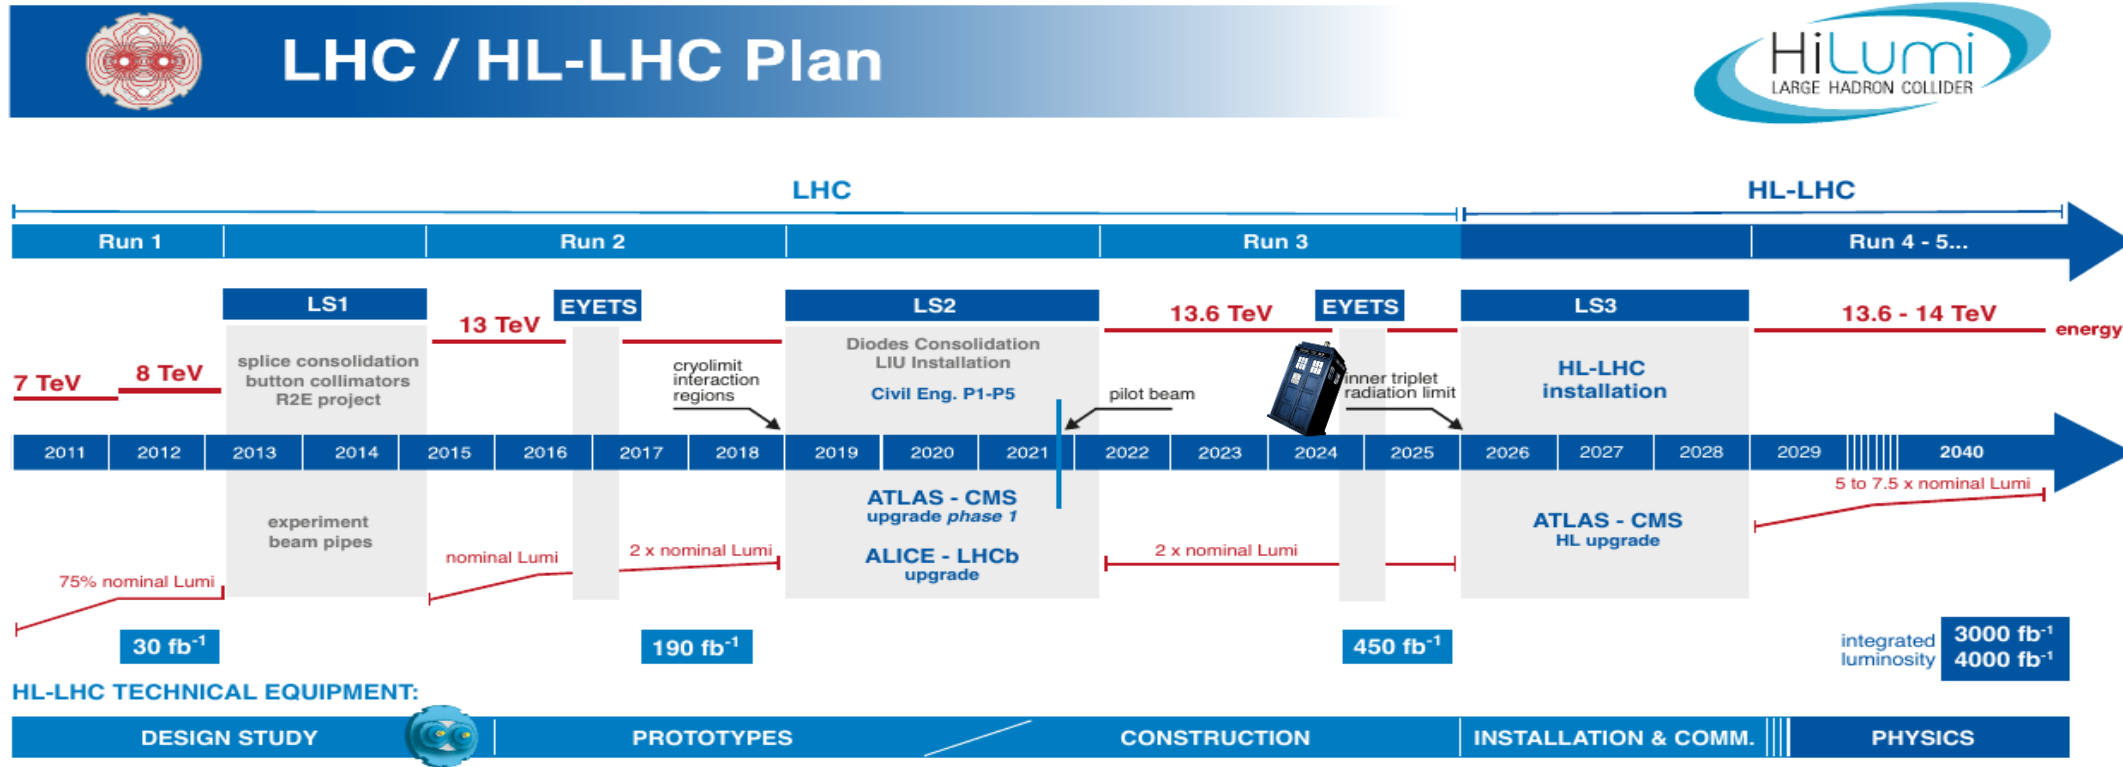 LHC / HL-LHC Plan
HiLumi
LARGE HADRON COLLIDER
LHC
HL-LHC
Run 1
Run 2
Run 3
Run 4 - 5...
LS1
EYETS
LS2
EYETS
LS3
13 TeV
13.6 TeV
13.6 - 14 TeV
energy
7 TeV
8 TeV
splice consolidation
button collimators
R2E project
cryolimit
interaction
regions
Diodes Consolidation
LIU Installation
Civil Eng. P1-P5
pilot beam
inner triplet
radiation limit
HL-LHC
installation
2011 2012 2013 2014 2015 2016 2017 2018 2019 2020 2021 2022 2023 2024 2025 2026 2027 2028 2029 2040
experiment
beam pipes
75% nominal Lumi
nominal Lumi
2 x nominal Lumi
ATLAS - CMS
upgrade phase 1
ALICE - LHCb
upgrade
2 x nominal Lumi
ATLAS - CMS
HL upgrade
5 to 7.5 x nominal Lumi
30 fb⁻¹
190 fb⁻¹
450 fb⁻¹
integrated
luminosity
3000 fb⁻¹
4000 fb⁻¹
HL-LHC TECHNICAL EQUIPMENT:
DESIGN STUDY
PROTOTYPES
CONSTRUCTION
INSTALLATION & COMM.
PHYSICS